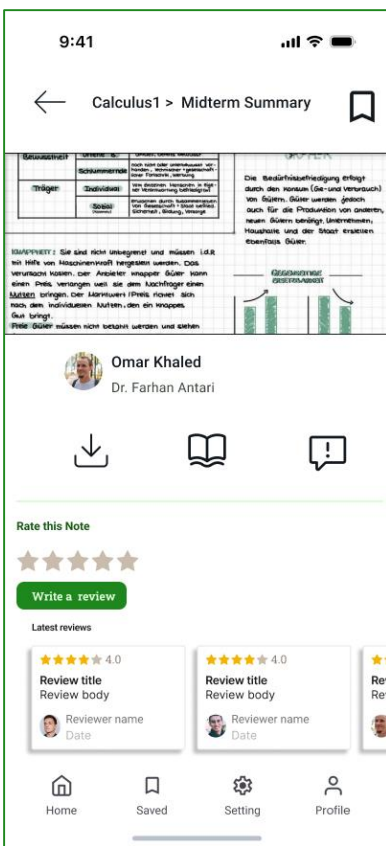 9:41
Calculus1 > Midterm Summary
Bewusstheit
Schlummernde
Träger
Individual
Sozial
KNAPPHEIT: Sie sind nicht unbegrenzt und müssen i.d.R
mit Hilfe von Maschinenkraft hergestellt werden. Das
verursacht Kosten. Der Anbieter knapper Güter kann
einen Preis verlangen weil sie dem Nachfrager einen
Nutzen bringen. Der Marktwert/Preis richtet sich
nach dem individuellen Nutzen, den ein knappes
Gut bringt.
Freie Güter müssen nicht bezahlt werden und stehen
Die Bedürfnisbefriedigung erfolgt
durch den Konsum (Ge- und Verbrauch)
von Gütern. Güter werden jedoch
auch für die Produktion von anderen,
neuen Gütern benötigt. Unternehmen,
Haushalte und der Staat erstellen
ebenfalls Güter.
Omar Khaled
Dr. Farhan Antari
Rate this Note
Write a review
Latest reviews
4.0
Review title
Review body
Reviewer name
Date
4.0
Review title
Review body
Reviewer name
Date
Home
Saved
Setting
Profile